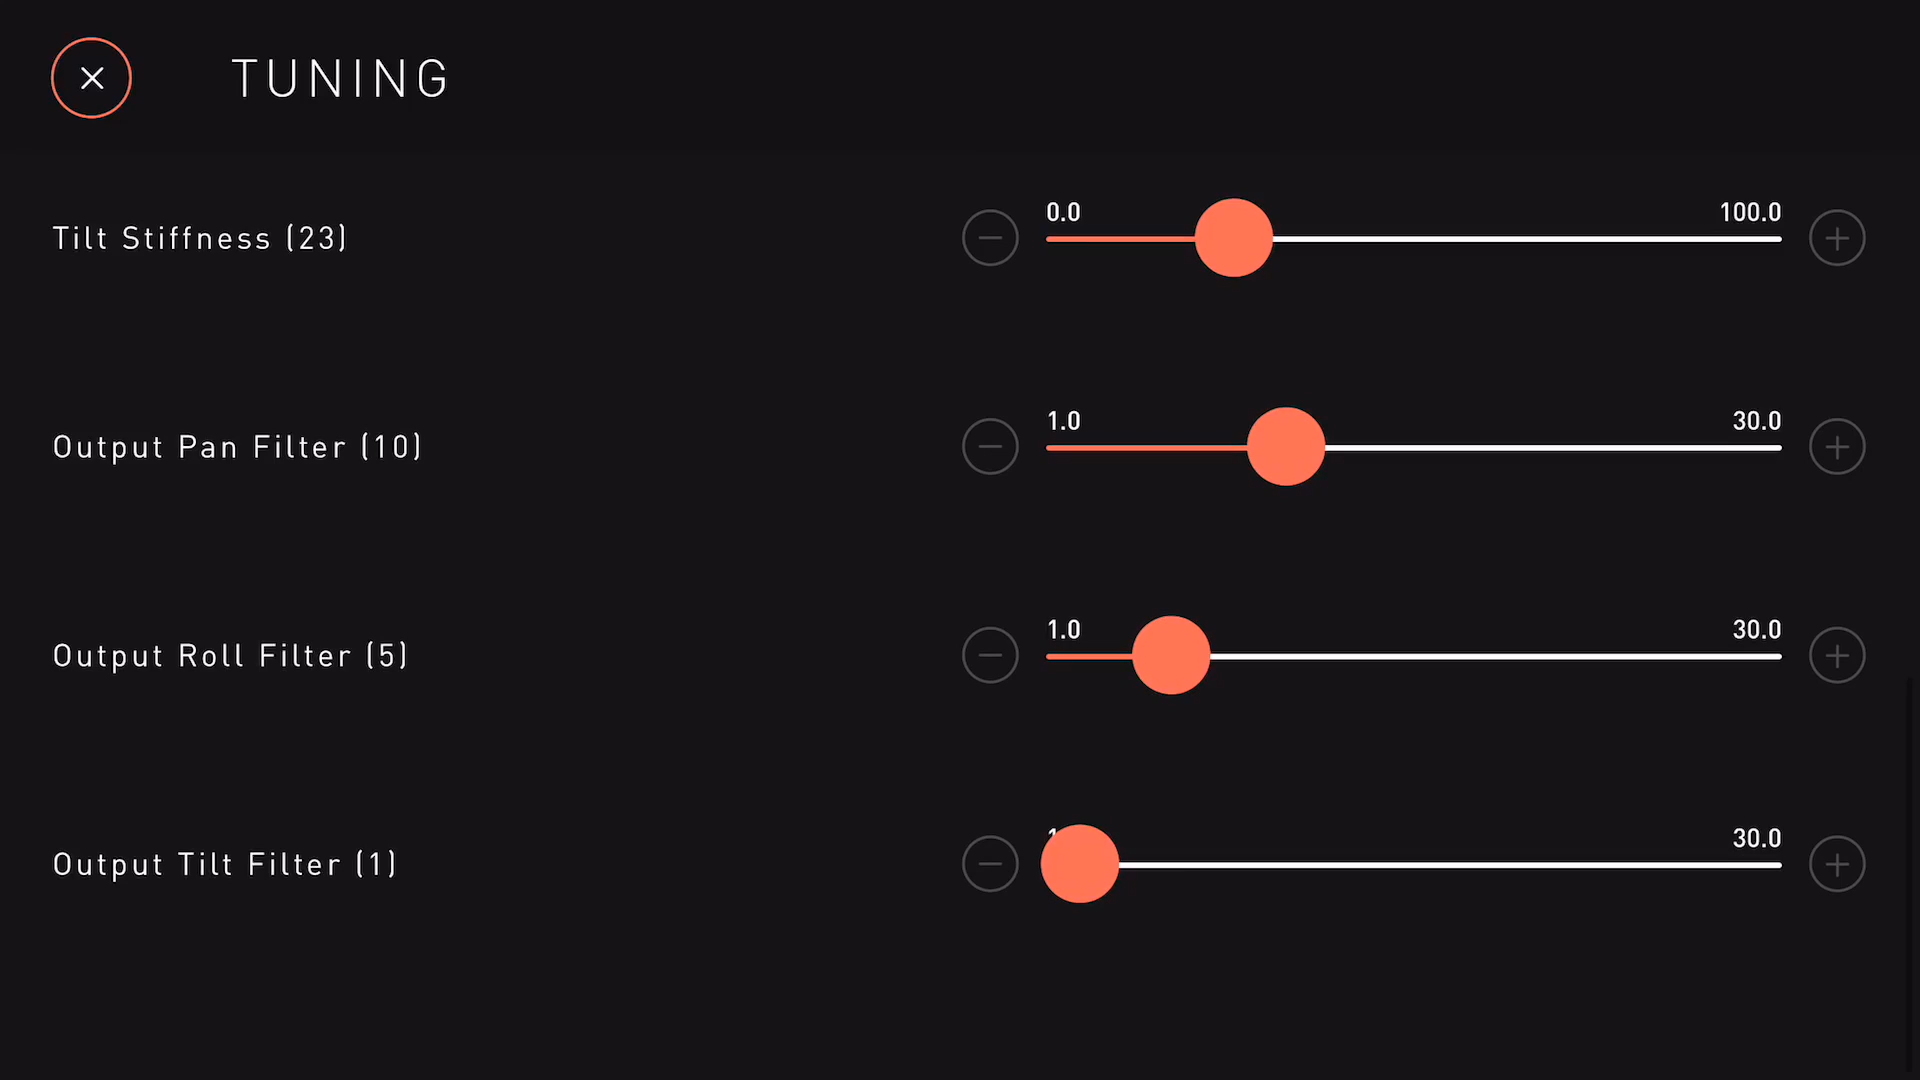 TUNING
Tilt Stiffness (23)
0.0 100.0
Output Pan Filter (10)
1.0 30.0
Output Roll Filter (5)
1.0 30.0
Output Tilt Filter (1)
30.0